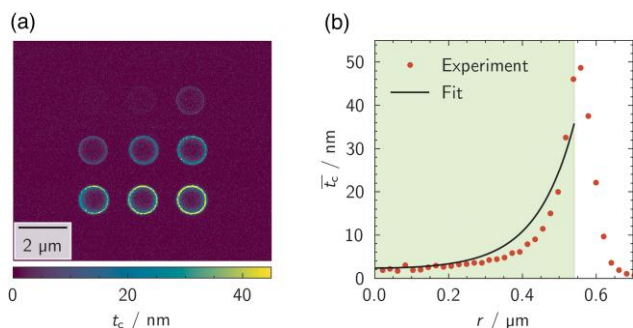 (a)
2 μm
0 20 40
t_c / nm
(b)
Experiment
Fit
50
40
30
20
10
0
t̅_c / nm
0.0 0.2 0.4 0.6
r / μm